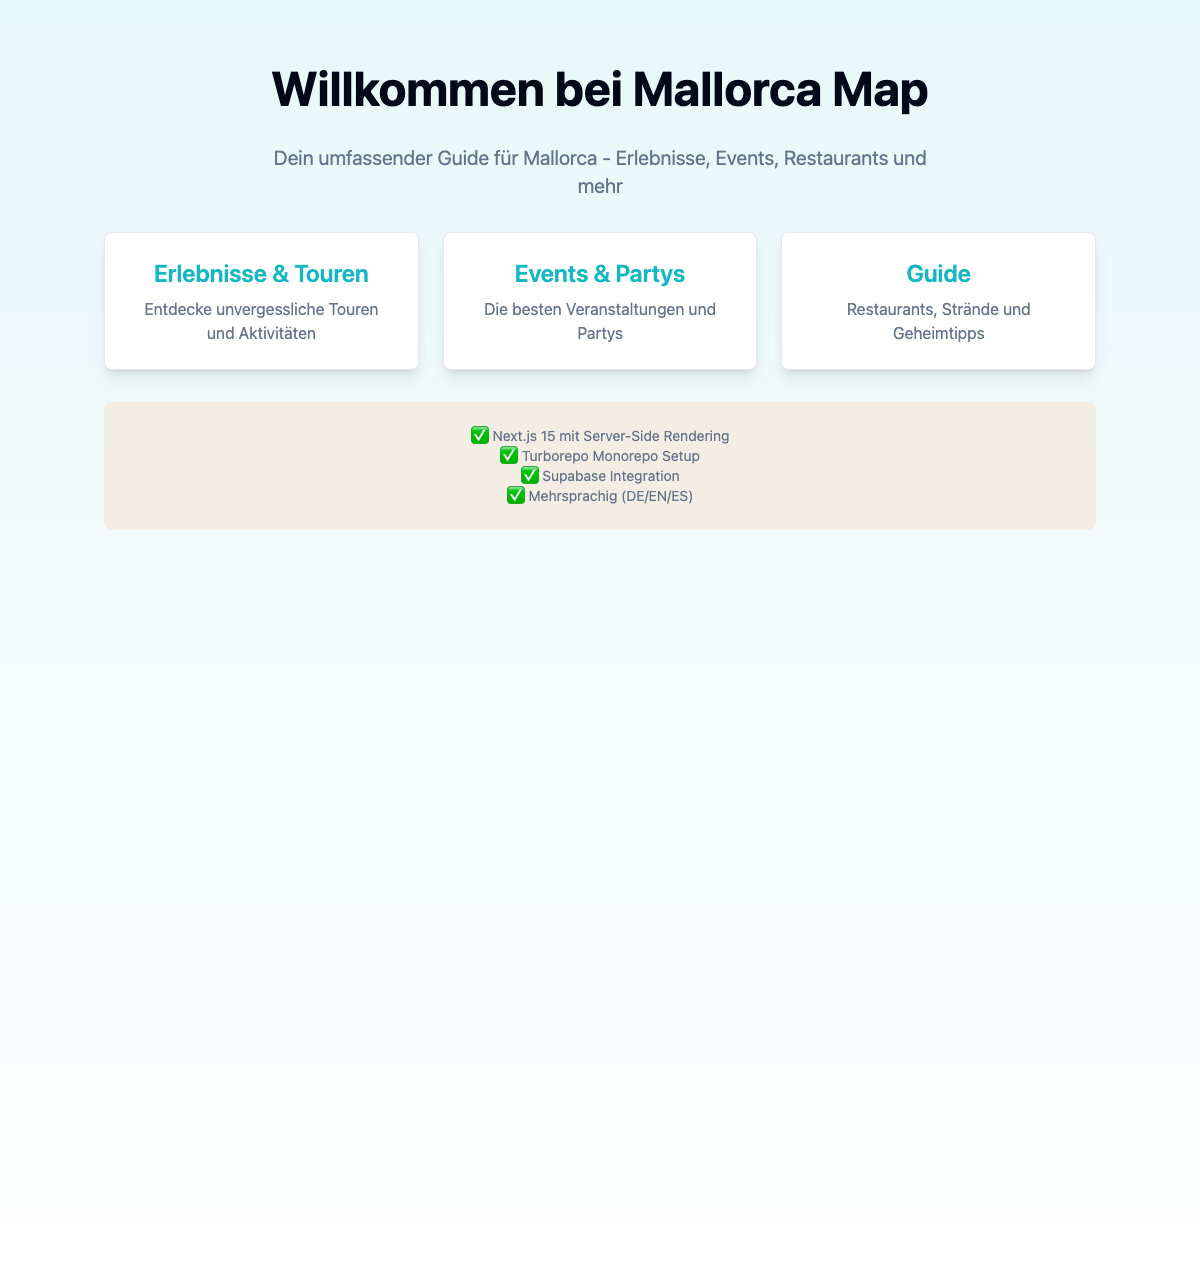 Willkommen bei Mallorca Map
Dein umfassender Guide für Mallorca - Erlebnisse, Events, Restaurants und
mehr
Erlebnisse & Touren
Entdecke unvergessliche Touren
und Aktivitäten
Events & Partys
Die besten Veranstaltungen und
Partys
Guide
Restaurants, Strände und
Geheimtipps
✅ Next.js 15 mit Server-Side Rendering
✅ Turborepo Monorepo Setup
✅ Supabase Integration
✅ Mehrsprachig (DE/EN/ES)